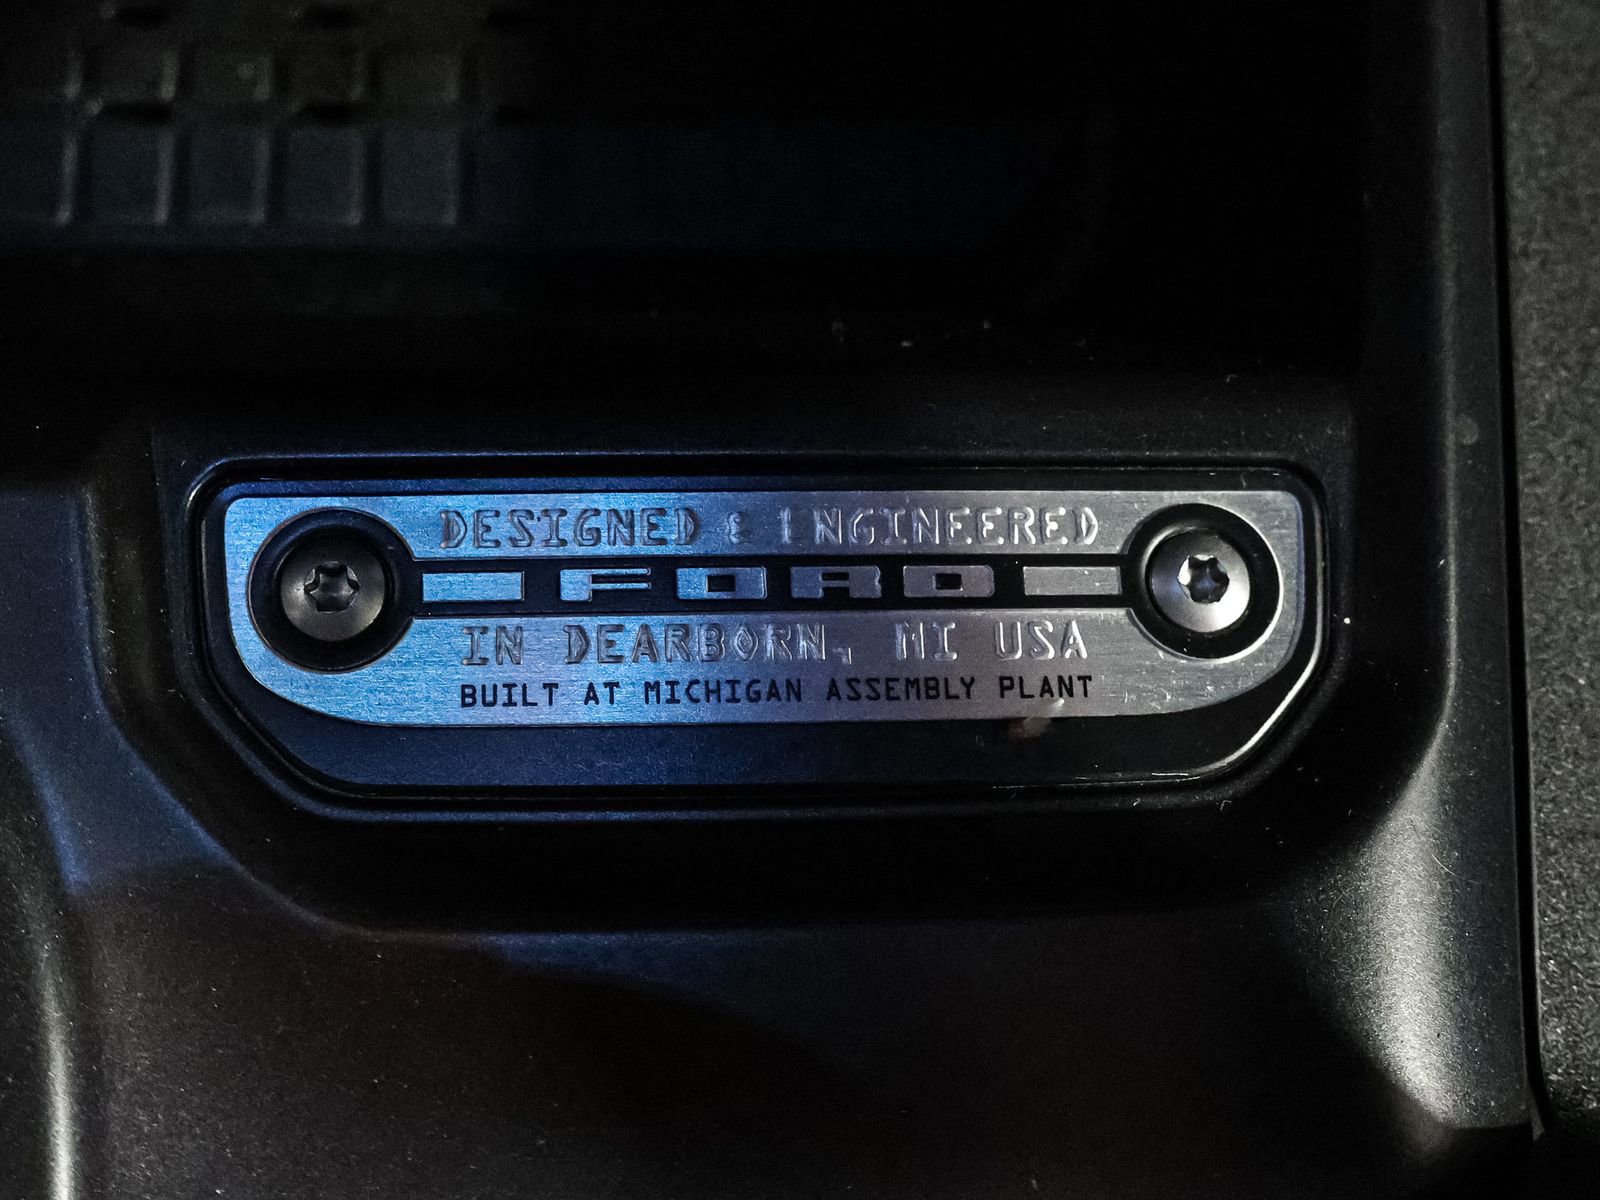 DESIGNED & ENGINEERED
FORD
IN DEARBORN, MI USA
BUILT AT MICHIGAN ASSEMBLY PLANT